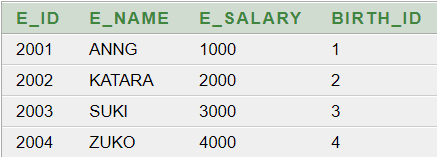 E_ID E_NAME E_SALARY BIRTH_ID
2001 ANNG 1000 1
2002 KATARA 2000 2
2003 SUKI 3000 3
2004 ZUKO 4000 4